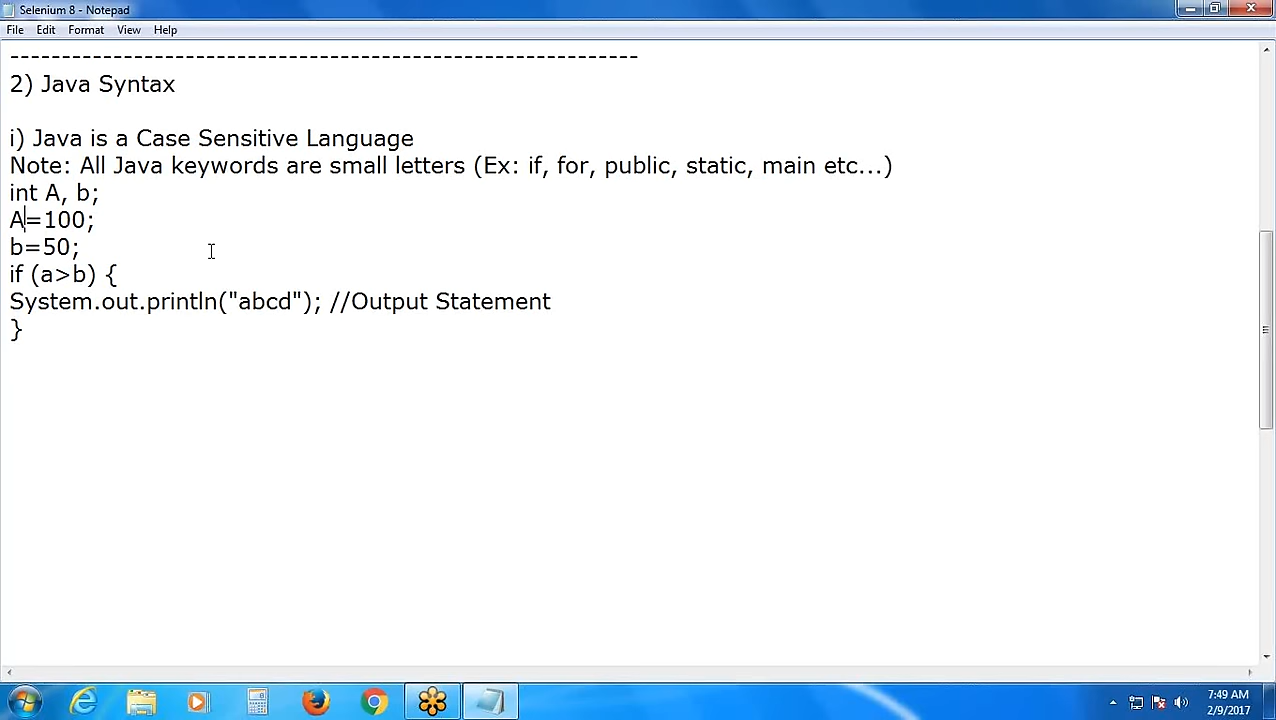 Selenium 8 - Notepad
File Edit Format View Help
------------------------------------------------------------
2) Java Syntax
i) Java is a Case Sensitive Language
Note: All Java keywords are small letters (Ex: if, for, public, static, main etc...)
int A, b;
A=100;
b=50;
if (a>b) {
System.out.println("abcd"); //Output Statement
}
7:49 AM
2/9/2017